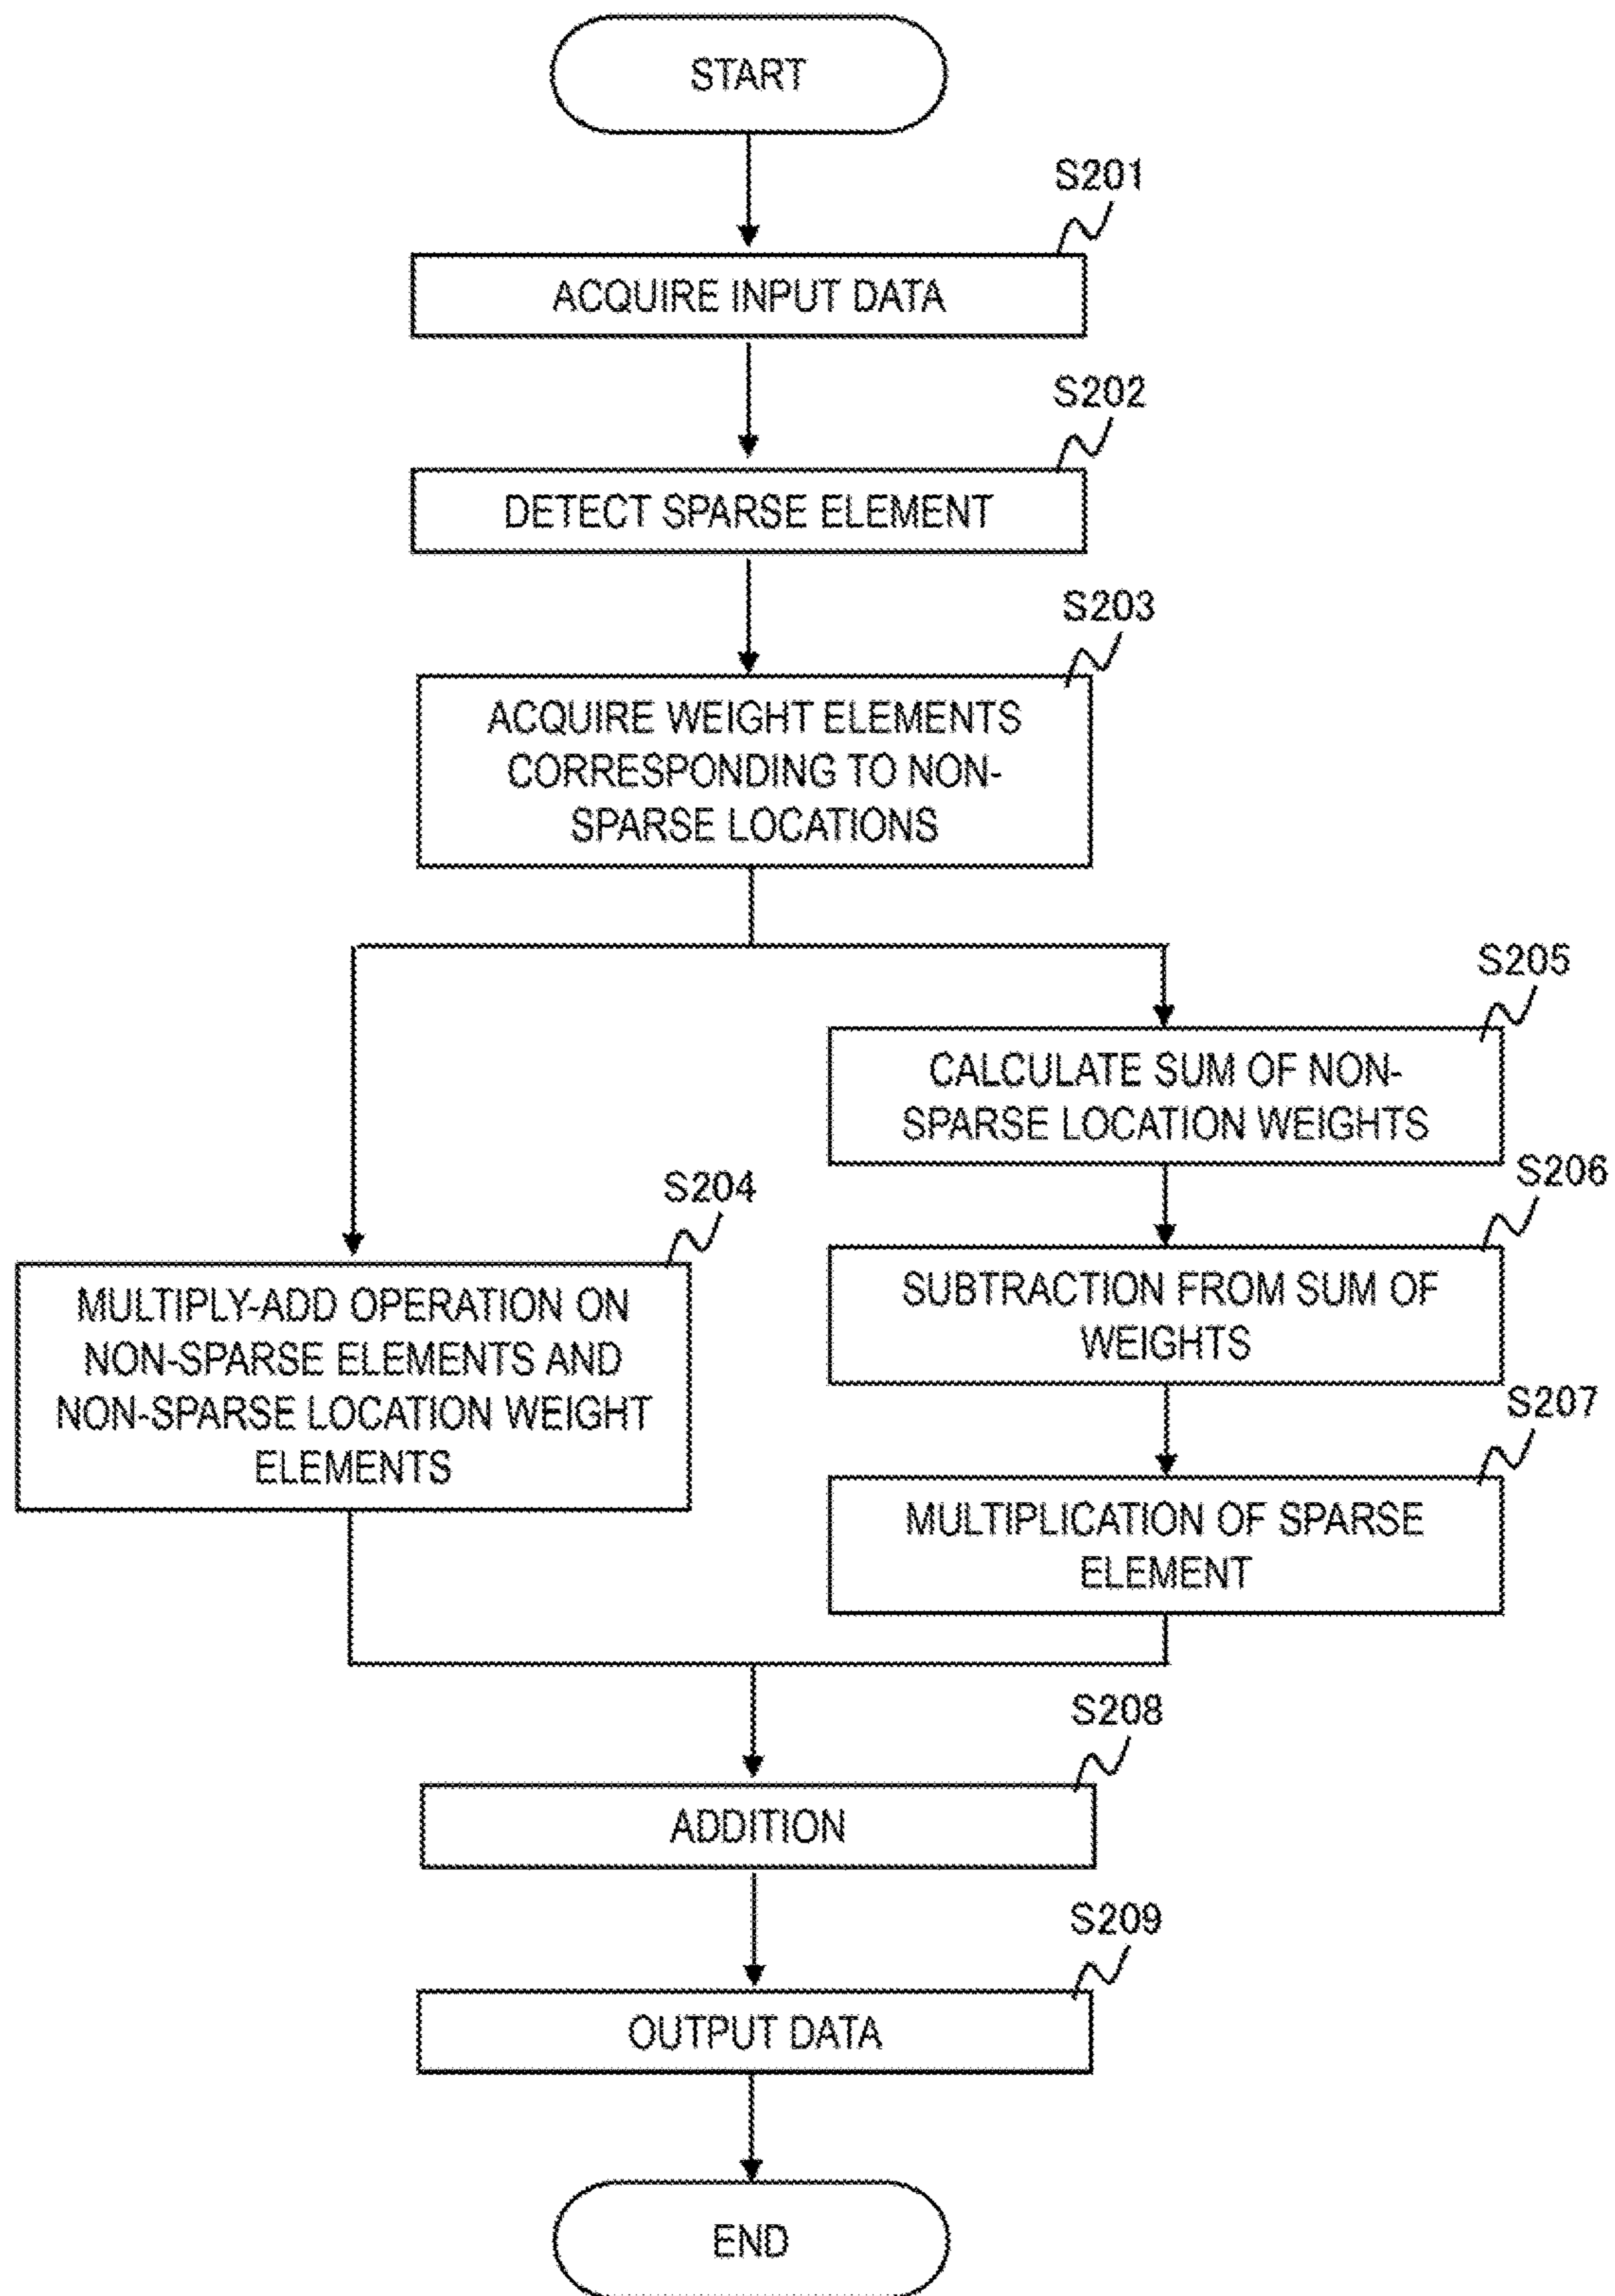 START
S201
ACQUIRE INPUT DATA
S202
DETECT SPARSE ELEMENT
S203
ACQUIRE WEIGHT ELEMENTS
CORRESPONDING TO NON-
SPARSE LOCATIONS
S204
MULTIPLY-ADD OPERATION ON
NON-SPARSE ELEMENTS AND
NON-SPARSE LOCATION WEIGHT
ELEMENTS
S205
CALCULATE SUM OF NON-
SPARSE LOCATION WEIGHTS
S206
SUBTRACTION FROM SUM OF
WEIGHTS
S207
MULTIPLICATION OF SPARSE
ELEMENT
S208
ADDITION
S209
OUTPUT DATA
END